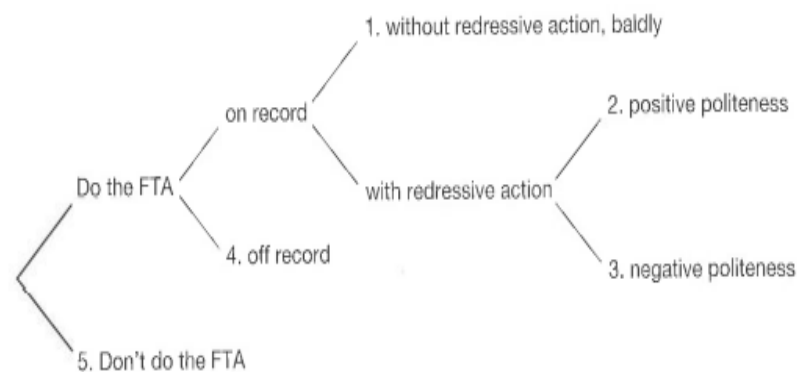 1. without redressive action, baldly
on record
2. positive politeness
Do the FTA
with redressive action
4. off record
3. negative politeness
5. Don't do the FTA